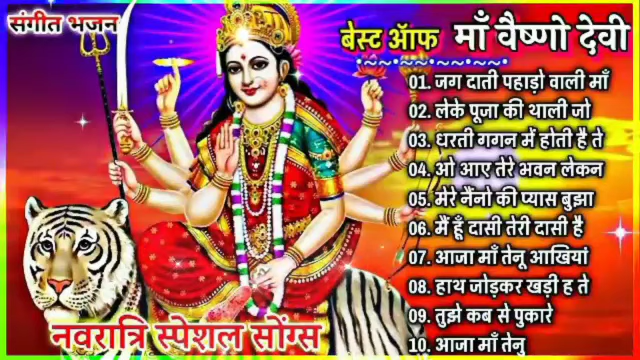 संगीत भजन
बेस्ट ऑफ माँ वैष्णो देवी
01. जग दाती पहाड़ो वाली माँ
02. लेके पूजा की थाली जो
03. धरती गगन में होती है ते
04. ओ आए तेरे भवन लेकन
05. मेरे नैंनो की प्यास बुझा
06. मैं हूँ दासी तेरी दासी है
07. आजा माँ तेनू आखियां
08. हाथ जोड़कर खड़ी ह ते
09. तुझे कब से पुकारे
10. आजा माँ तेनु
नवरात्रि स्पेशल सोंग्स